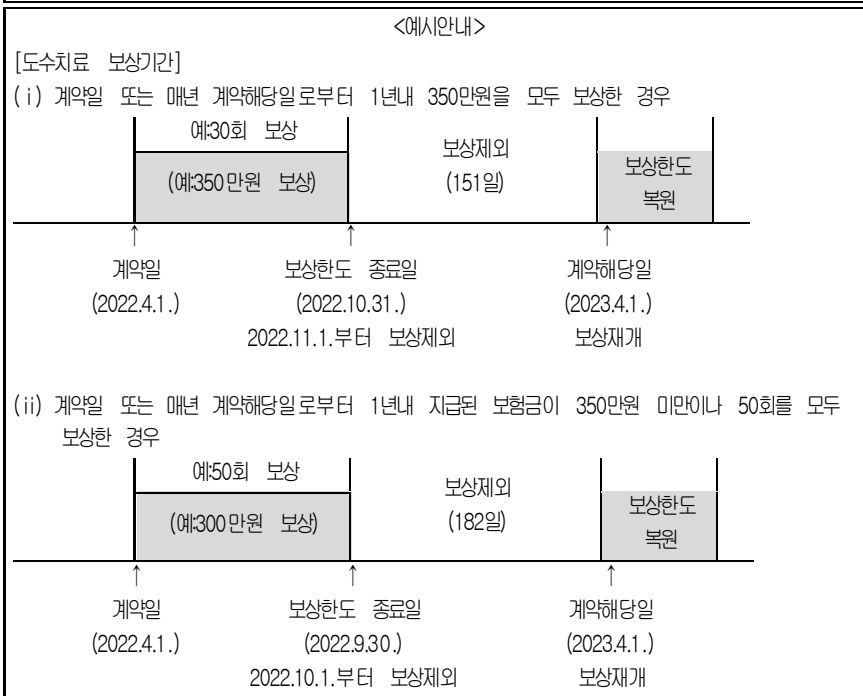 <예시안내>
[도수치료 보상기간]
(i) 계약일 또는 매년 계약해당일로부터 1년내 350만원을 모두 보상한 경우
예:30회 보상
(예:350만원 보상)
보상제외
(151일)
보상한도
복원
↑ ↑ ↑
계약일 보상한도 종료일 계약해당일
(2022.4.1.) (2022.10.31.) (2023.4.1.)
2022.11.1.부터 보상제외 보상재개
(ii) 계약일 또는 매년 계약해당일로부터 1년내 지급된 보험금이 350만원 미만이나 50회를 모두
보상한 경우
예:50회 보상
(예:300만원 보상)
보상제외
(182일)
보상한도
복원
↑ ↑ ↑
계약일 보상한도 종료일 계약해당일
(2022.4.1.) (2022.9.30.) (2023.4.1.)
2022.10.1.부터 보상제외 보상재개